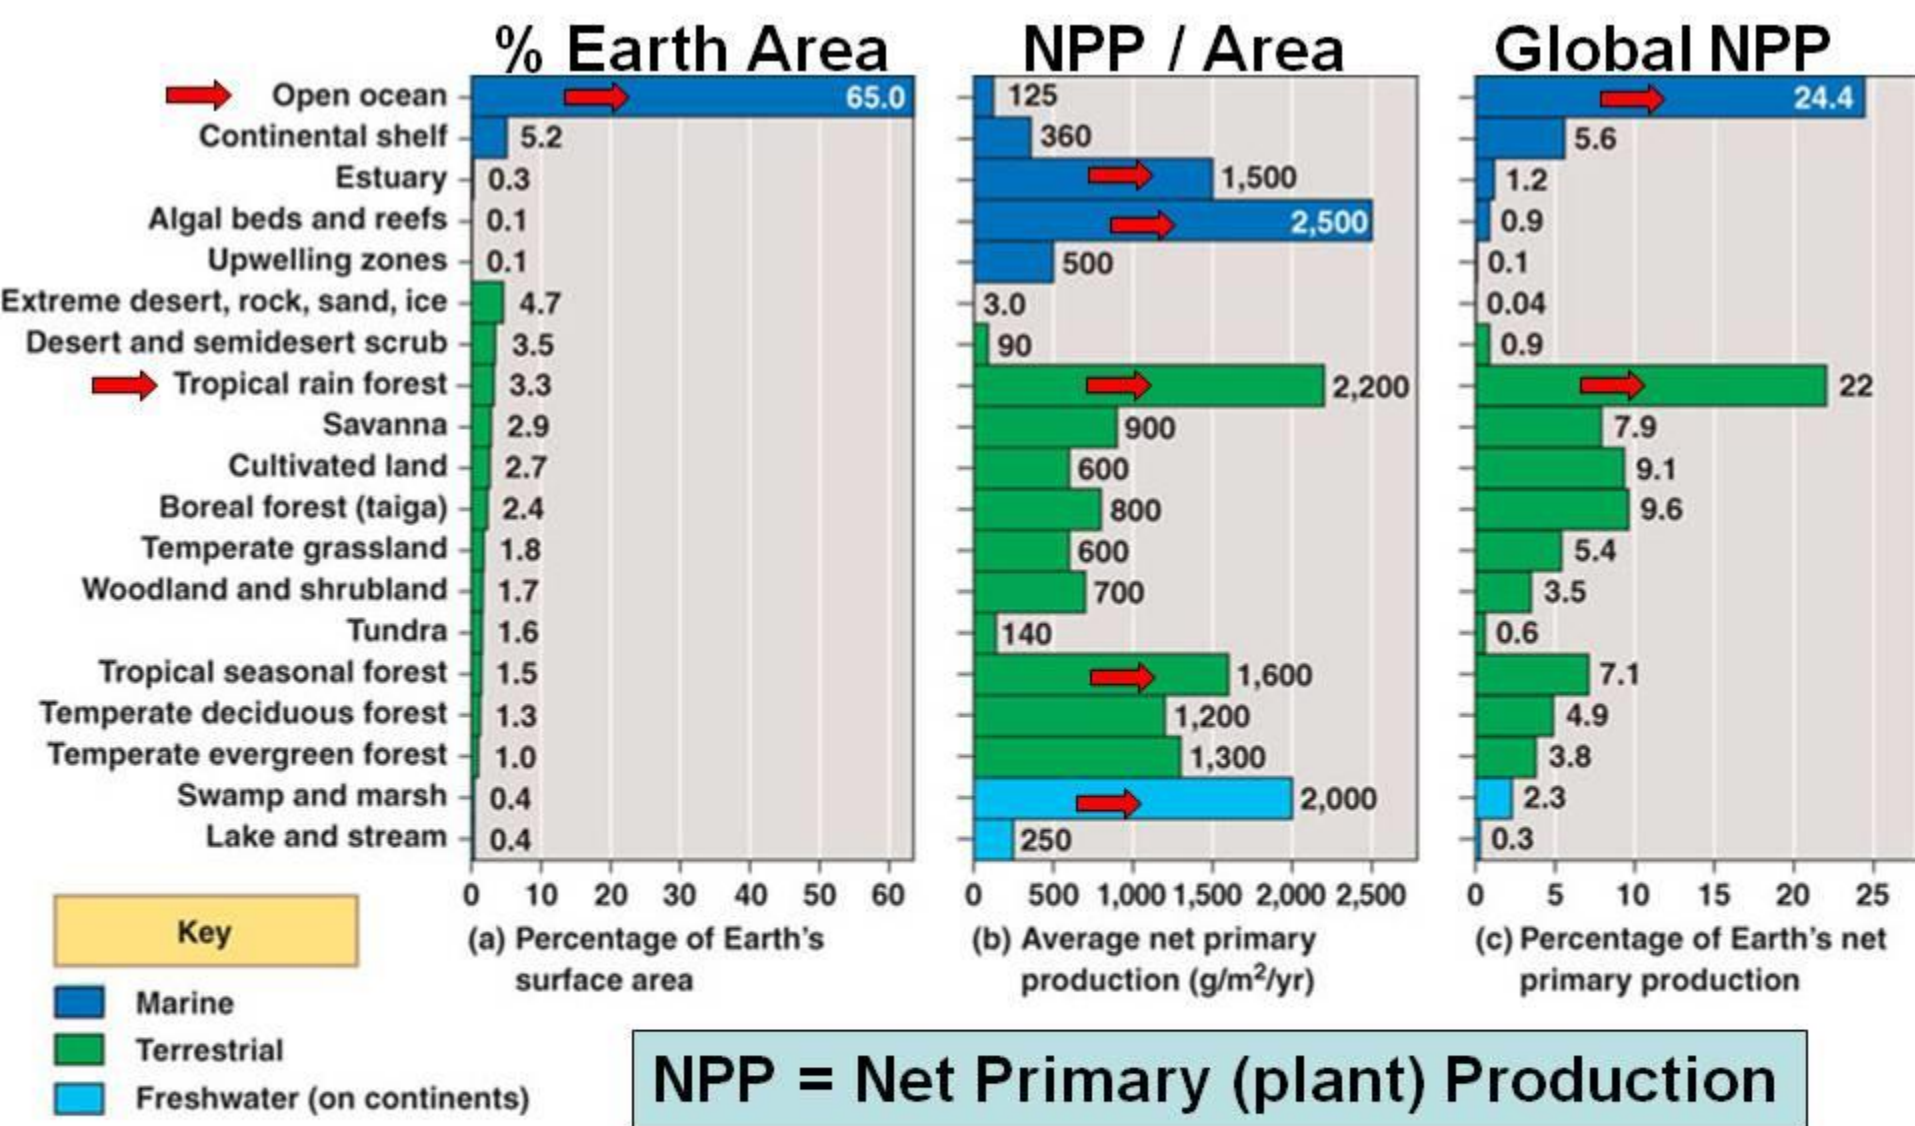 % Earth Area NPP / Area Global NPP
Open ocean 65.0 125 24.4
Continental shelf 5.2 360 5.6
Estuary 0.3 1,500 1.2
Algal beds and reefs 0.1 2,500 0.9
Upwelling zones 0.1 500 0.1
Extreme desert, rock, sand, ice 4.7 3.0 0.04
Desert and semidesert scrub 3.5 90 0.9
Tropical rain forest 3.3 2,200 22
Savanna 2.9 900 7.9
Cultivated land 2.7 600 9.1
Boreal forest (taiga) 2.4 800 9.6
Temperate grassland 1.8 600 5.4
Woodland and shrubland 1.7 700 3.5
Tundra 1.6 140 0.6
Tropical seasonal forest 1.5 1,600 7.1
Temperate deciduous forest 1.3 1,200 4.9
Temperate evergreen forest 1.0 1,300 3.8
Swamp and marsh 0.4 2,000 2.3
Lake and stream 0.4 250 0.3
0 10 20 30 40 50 60 0 500 1,000 1,500 2,000 2,500 0 5 10 15 20 25
(a) Percentage of Earth's
surface area
(b) Average net primary
production (g/m²/yr)
(c) Percentage of Earth's net
primary production
Key
Marine
Terrestrial
Freshwater (on continents)
NPP = Net Primary (plant) Production